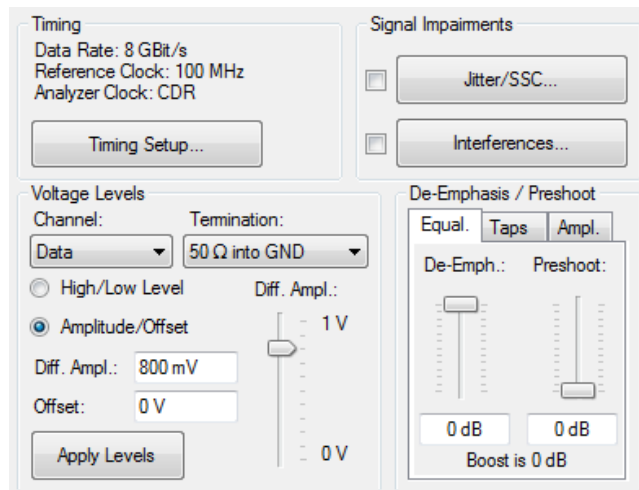 Timing
Data Rate: 8 GBit/s
Reference Clock: 100 MHz
Analyzer Clock: CDR
Timing Setup...
Signal Impairments
Jitter/SSC...
Interferences...
Voltage Levels
Channel: Termination:
Data 50 Ω into GND
High/Low Level Diff. Ampl.:
Amplitude/Offset 1 V
Diff. Ampl.: 800 mV
Offset: 0 V
Apply Levels 0 V
De-Emphasis / Preshoot
Equal. Taps Ampl.
De-Emph.: Preshoot:
0 dB 0 dB
Boost is 0 dB